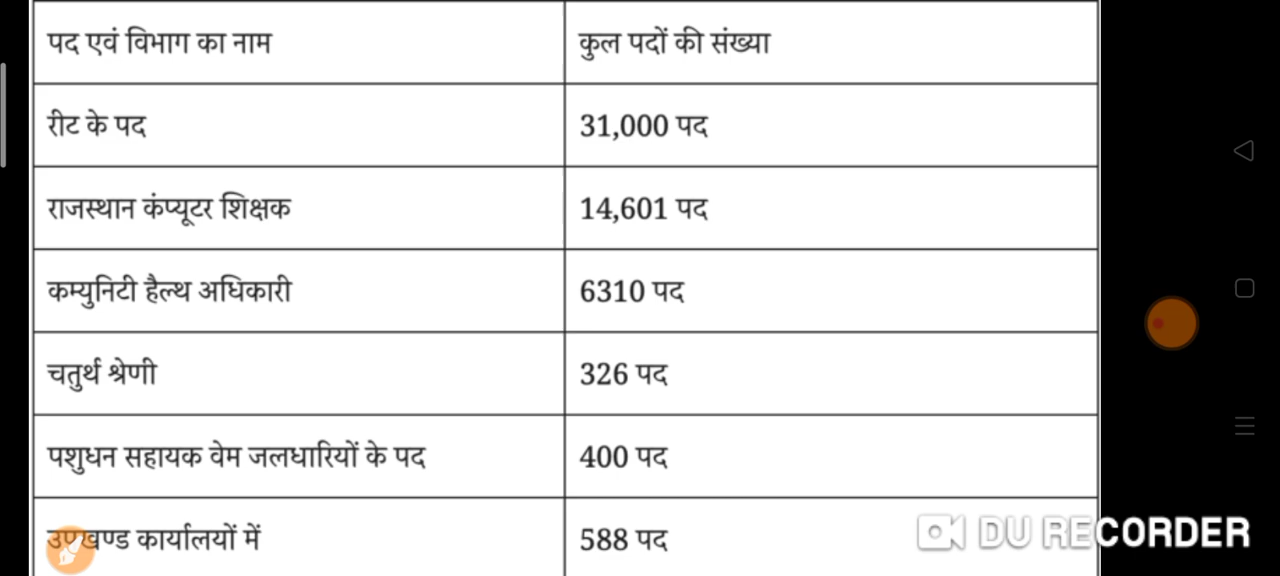 पद एवं विभाग का नाम कुल पदों की संख्या
रीट के पद 31,000 पद
राजस्थान कंप्यूटर शिक्षक 14,601 पद
कम्युनिटी हैल्थ अधिकारी 6310 पद
चतुर्थ श्रेणी 326 पद
पशुधन सहायक वेम जलधारियों के पद 400 पद
कार्यालयों में 588 पद
DU RECORDER